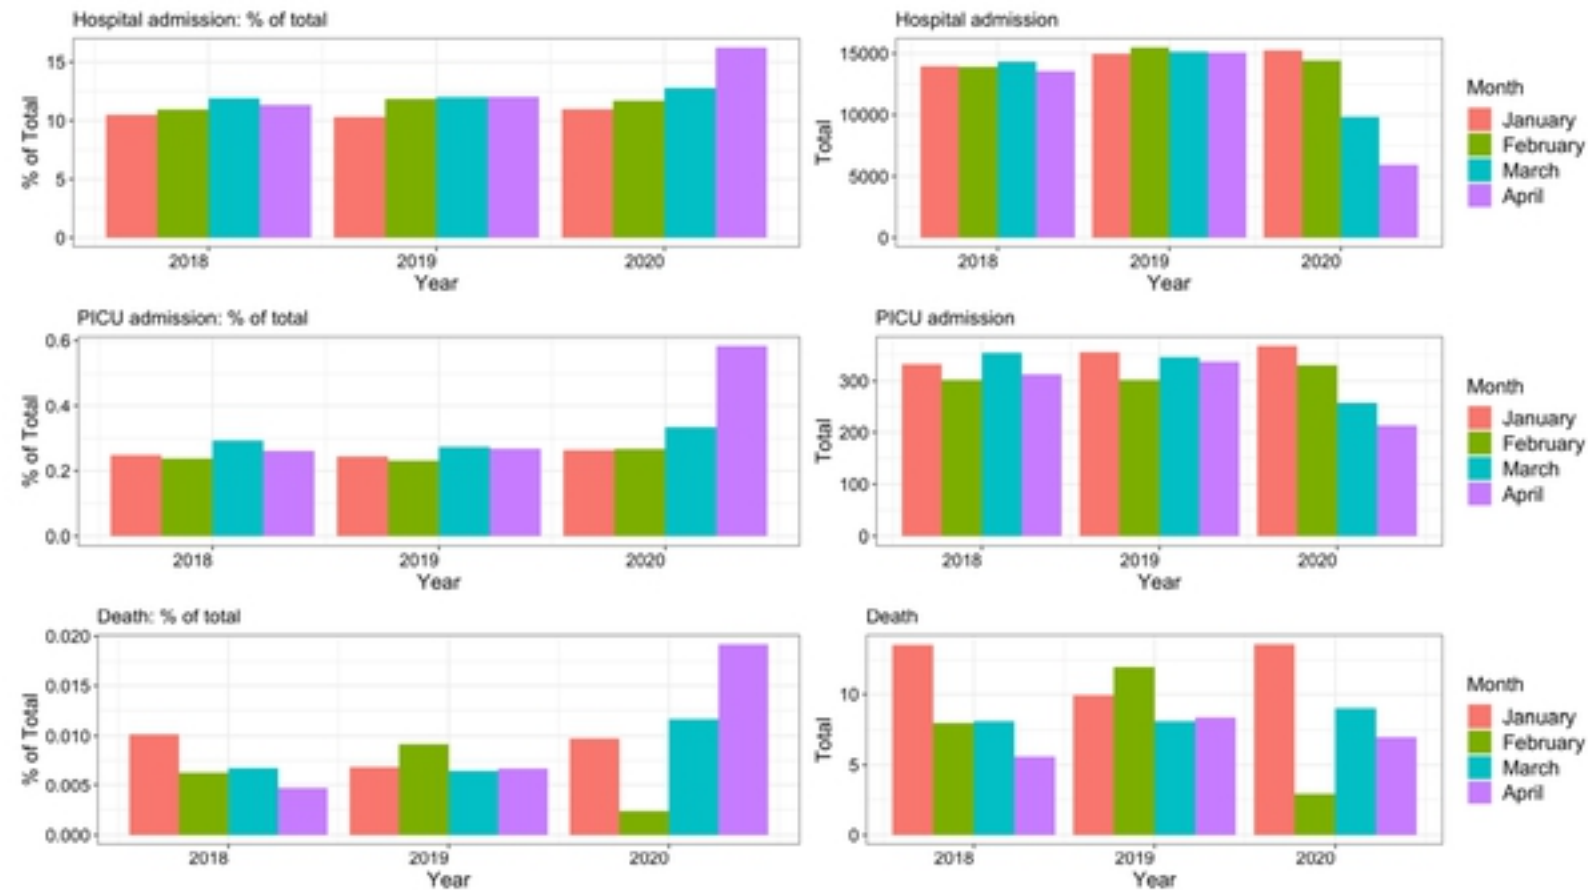 Hospital admission: % of total
% of Total
15
10
5
0
2018
2019
2020
Year
Hospital admission
Total
15000
10000
5000
0
2018
2019
2020
Year
Month
January
February
March
April
PICU admission: % of total
% of Total
0.6
0.4
0.2
0.0
2018
2019
2020
Year
PICU admission
Total
300
200
100
0
2018
2019
2020
Year
Month
January
February
March
April
Death: % of total
% of Total
0.020
0.015
0.010
0.005
0.000
2018
2019
2020
Year
Death
Total
10
5
0
2018
2019
2020
Year
Month
January
February
March
April